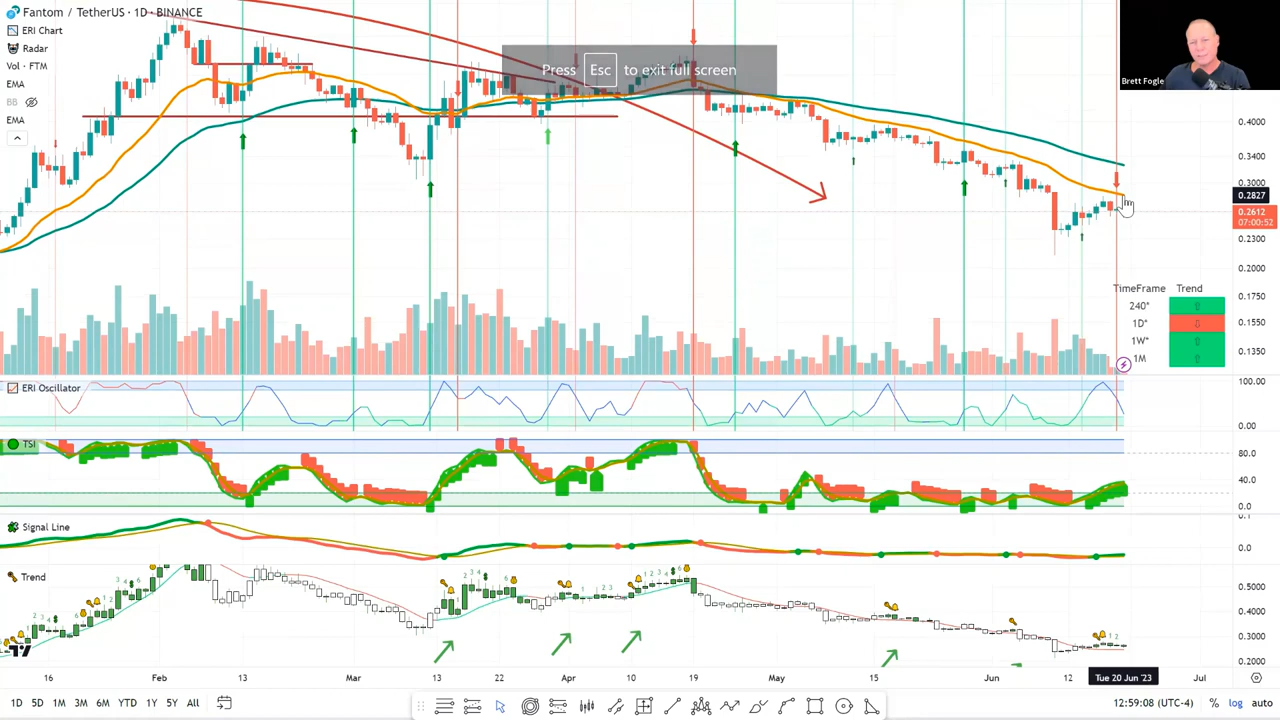 Fantom / TetherUS · 1D · BINANCE
ERI Chart
Radar
Vol · FTM
EMA
BB
EMA
Press Esc to exit full screen
Brett Fogle
0.4000
0.3400
0.3000
0.2827
0.2612
07:00:52
0.2300
0.2000
0.1750
0.1550
0.1350
TimeFrame Trend
240*
1D*
1W*
1M
ERI Oscillator
100.00
0.00
TSI
80.0
40.0
0.0
Signal Line
0.1
0.0
Trend
0.5000
0.4000
0.3000
0.2000
16 Feb 13 Mar 13 22 Apr 10 19 May 15 Jun 12 Tue 20 Jun '23 Jul
1D 5D 1M 3M 6M YTD 1Y 5Y All
12:59:08 (UTC-4) % log auto